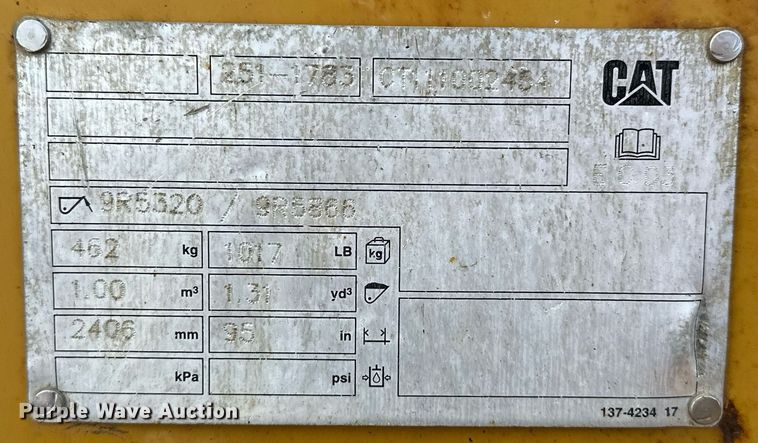 251-1783
CAT
9R5320 / 9R5866
462 kg 1017 LB kg
1.00 m³ 1.31 yd³
2406 mm 95 in
kPa psi
137-4234 17
Purple Wave Auction